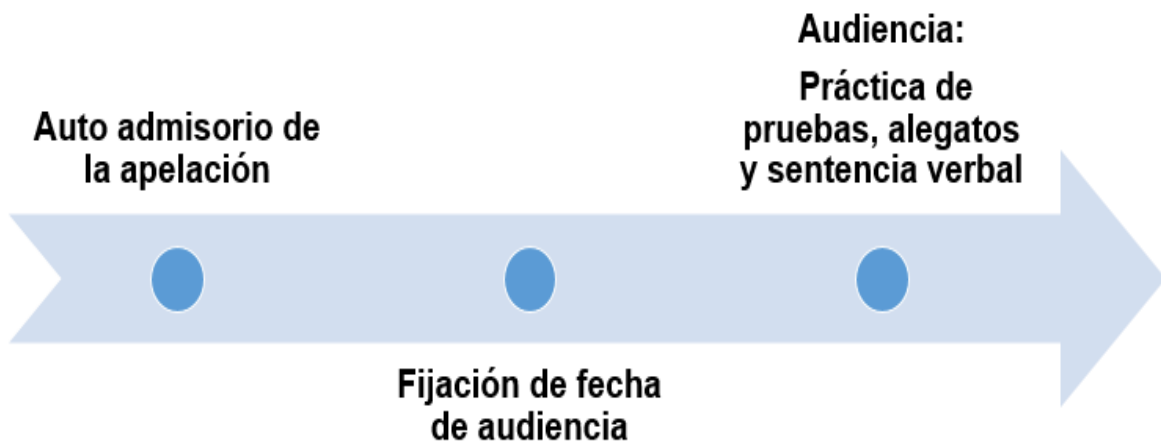 Auto admisorio de
la apelación
Fijación de fecha
de audiencia
Audiencia:
Práctica de
pruebas, alegatos
y sentencia verbal